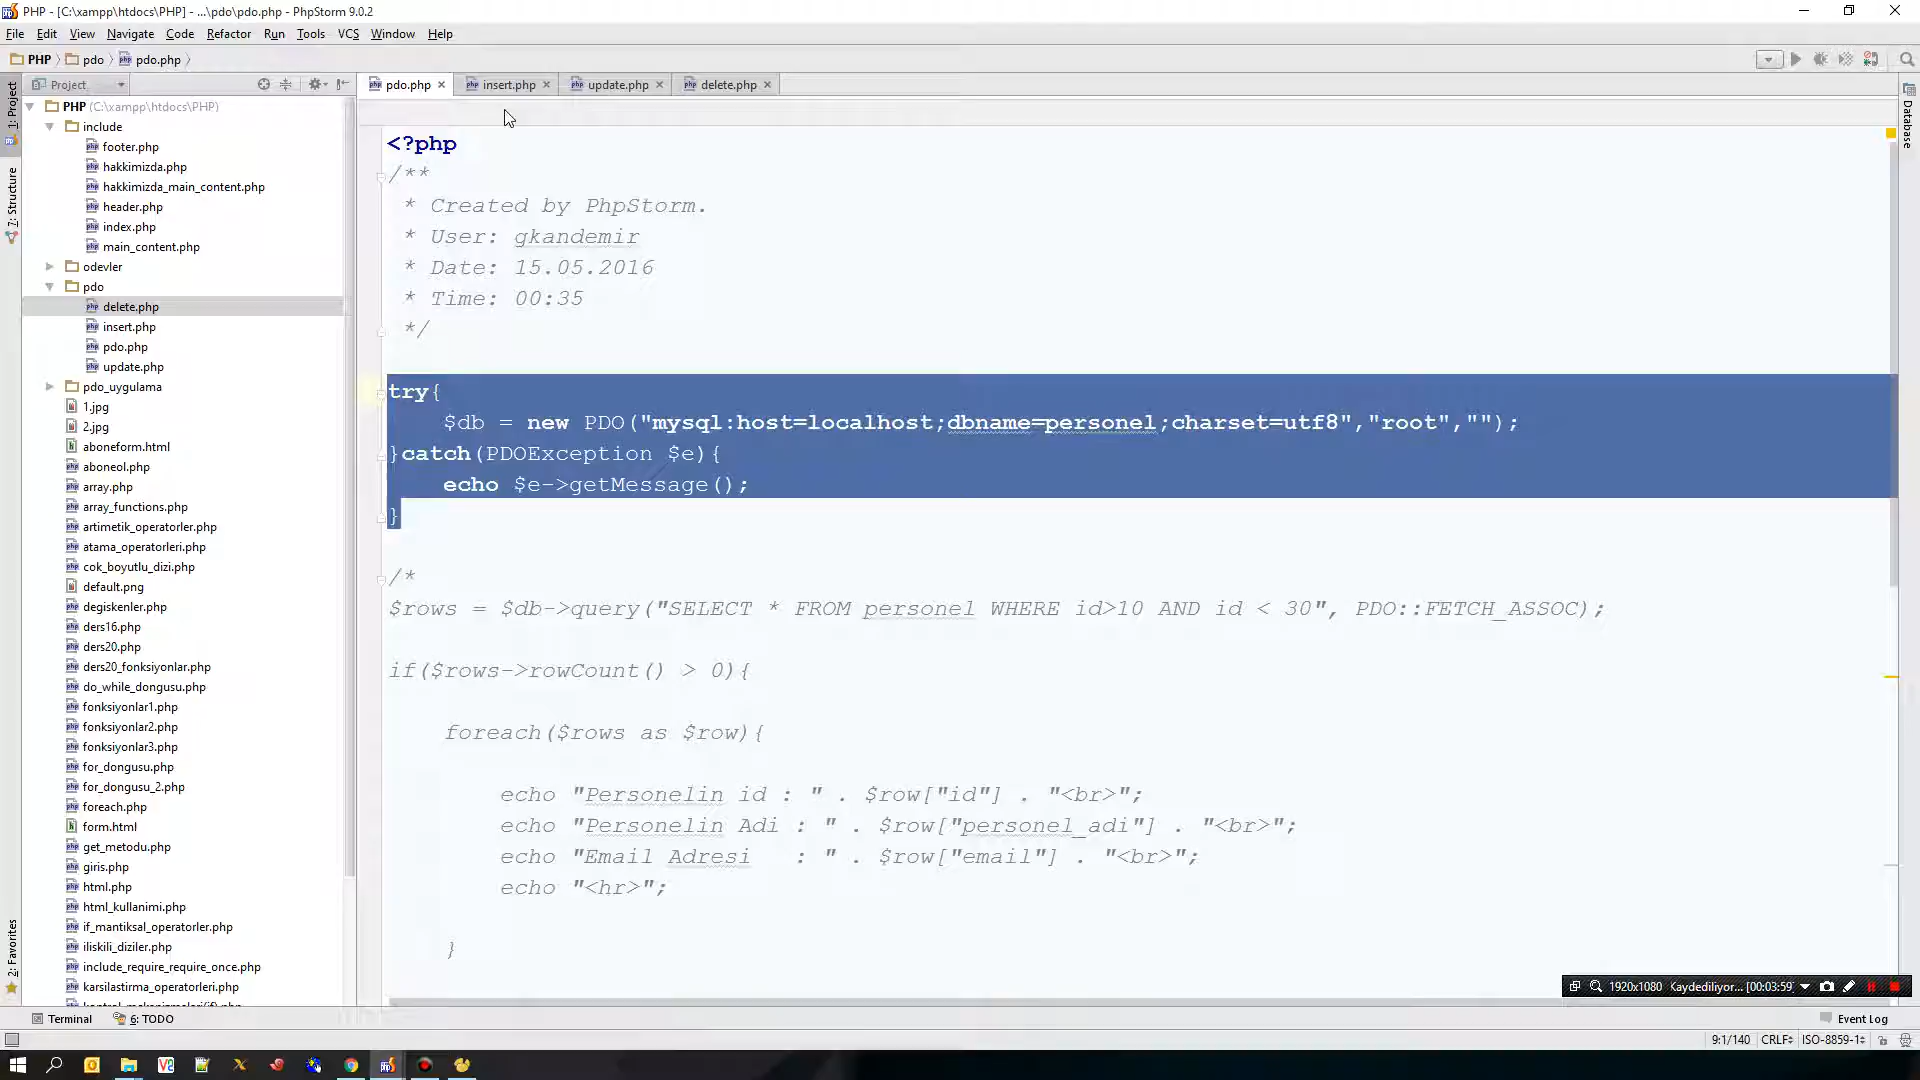 PHP - [C:\xampp\htdocs\PHP] - ...\pdo\pdo.php - PhpStorm 9.0.2
File Edit View Navigate Code Refactor Run Tools VCS Window Help
PHP pdo pdo.php
Project
pdo.php insert.php update.php delete.php
1: Project
7: Structure
2: Favorites
Database
PHP (C:\xampp\htdocs\PHP)
include
footer.php
hakkimizda.php
hakkimizda_main_content.php
header.php
index.php
main_content.php
odevler
pdo
delete.php
insert.php
pdo.php
update.php
pdo_uygulama
1.jpg
2.jpg
aboneform.html
aboneol.php
array.php
array_functions.php
artimetik_operatorler.php
atama_operatorleri.php
cok_boyutlu_dizi.php
default.png
degiskenler.php
ders16.php
ders20.php
ders20_fonksiyonlar.php
do_while_dongusu.php
fonksiyonlar1.php
fonksiyonlar2.php
fonksiyonlar3.php
for_dongusu.php
for_dongusu_2.php
foreach.php
form.html
get_metodu.php
giris.php
html.php
html_kullanimi.php
if_mantiksal_operatorler.php
iliskili_diziler.php
include_require_require_once.php
karsilastirma_operatorleri.php
<?php
/**
* Created by PhpStorm.
* User: gkandemir
* Date: 15.05.2016
* Time: 00:35
*/
try{
$db = new PDO("mysql:host=localhost;dbname=personel;charset=utf8","root","");
}catch(PDOException $e){
echo $e->getMessage();
}
/*
$rows = $db->query("SELECT * FROM personel WHERE id>10 AND id < 30", PDO::FETCH_ASSOC);
if($rows->rowCount() > 0){
foreach($rows as $row){
echo "Personelin id : " . $row["id"] . "<br>";
echo "Personelin Adi : " . $row["personel_adi"] . "<br>";
echo "Email Adresi : " . $row["email"] . "<br>";
echo "<hr>";
}
1920x1080 Kaydediliyor... [00:03:59]
Terminal 6: TODO Event Log
9:1/140 CRLF ISO-8859-1